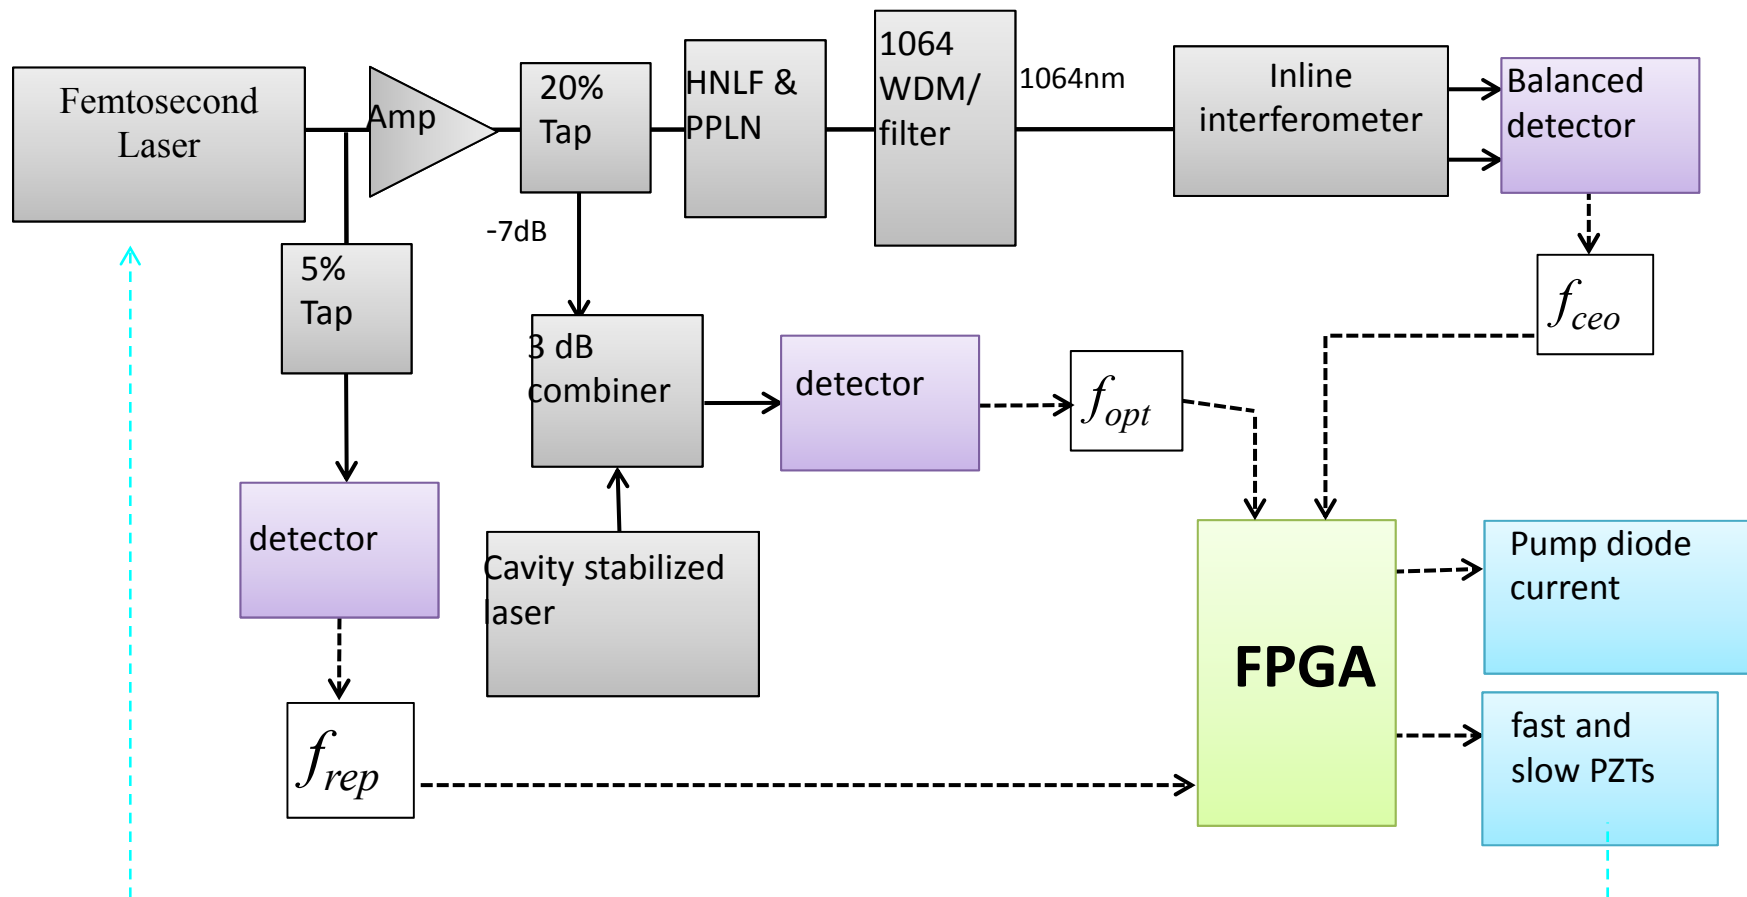 Femtosecond
Laser
Amp
20%
Tap
HNLF &
PPLN
1064
WDM/
filter
1064nm
Inline
interferometer
Balanced
detector
-7dB
5%
Tap
f_ceo
3 dB
combiner
detector
f_opt
detector
Cavity stabilized
laser
Pump diode
current
FPGA
f_rep
fast and
slow PZTs